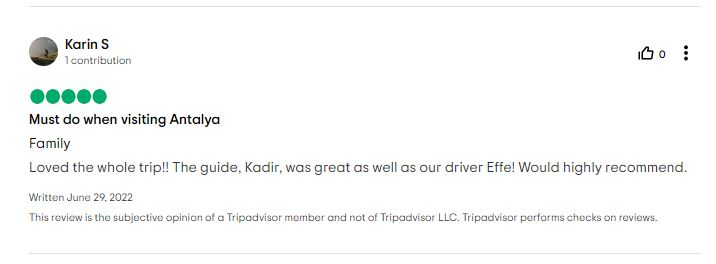 Karin S
1 contribution
0
Must do when visiting Antalya
Family
Loved the whole trip!! The guide, Kadir, was great as well as our driver Effe! Would highly recommend.
Written June 29, 2022
This review is the subjective opinion of a Tripadvisor member and not of Tripadvisor LLC. Tripadvisor performs checks on reviews.